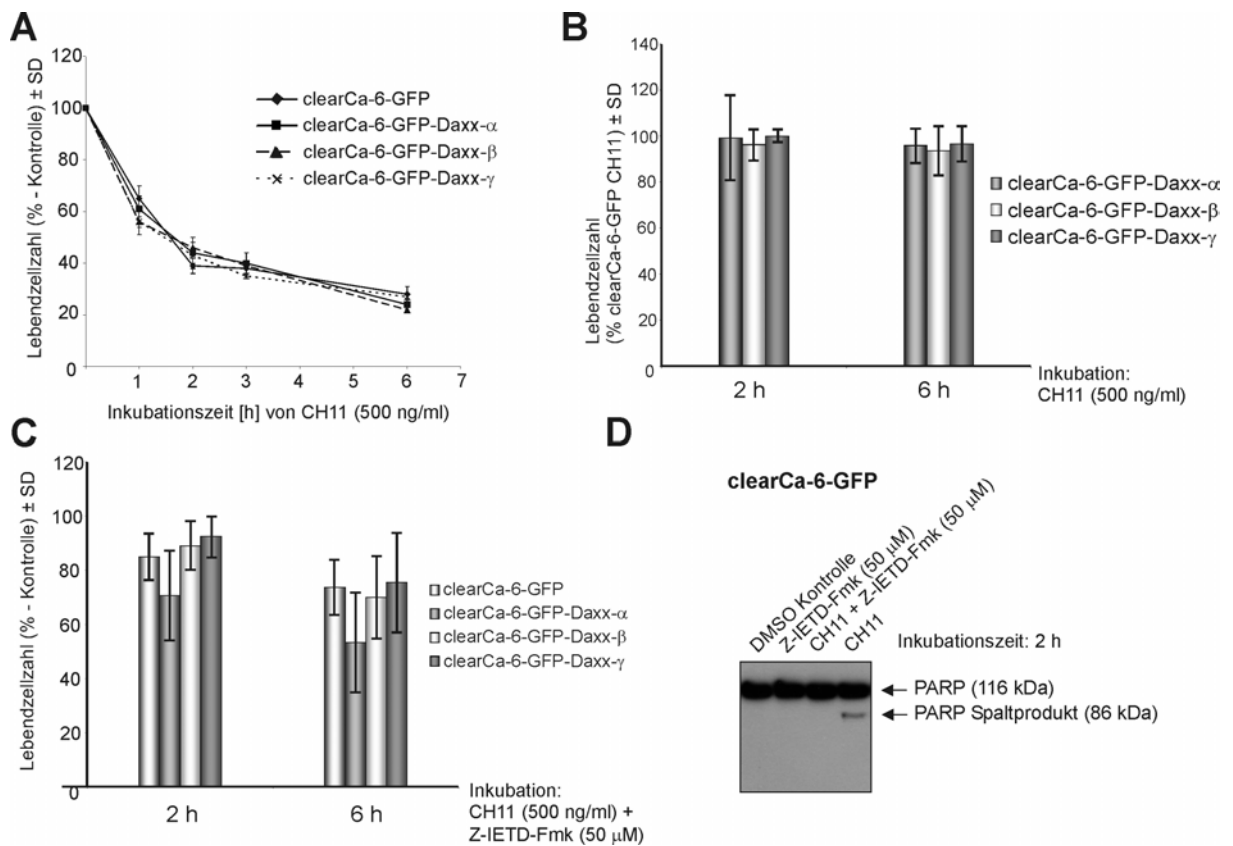 A
Lebendzellzahl (% - Kontrolle) ± SD
120
100
80
60
40
20
0
1 2 3 4 5 6 7
Inkubationszeit [h] von CH11 (500 ng/ml)
clearCa-6-GFP
clearCa-6-GFP-Daxx-α
clearCa-6-GFP-Daxx-β
clearCa-6-GFP-Daxx-γ
B
Lebendzellzahl
(% clearCa-6-GFP CH11) ± SD
140
120
100
80
60
40
20
0
2 h 6 h
Inkubation:
CH11 (500 ng/ml)
clearCa-6-GFP-Daxx-α
clearCa-6-GFP-Daxx-β
clearCa-6-GFP-Daxx-γ
C
Lebendzellzahl (% - Kontrolle) ± SD
120
100
80
60
40
20
0
2 h 6 h
Inkubation:
CH11 (500 ng/ml) +
Z-IETD-Fmk (50 µM)
clearCa-6-GFP
clearCa-6-GFP-Daxx-α
clearCa-6-GFP-Daxx-β
clearCa-6-GFP-Daxx-γ
D
clearCa-6-GFP
DMSO Kontrolle
Z-IETD-Fmk (50 µM)
CH11 + Z-IETD-Fmk (50 µM)
CH11
Inkubationszeit: 2 h
PARP (116 kDa)
PARP Spaltprodukt (86 kDa)